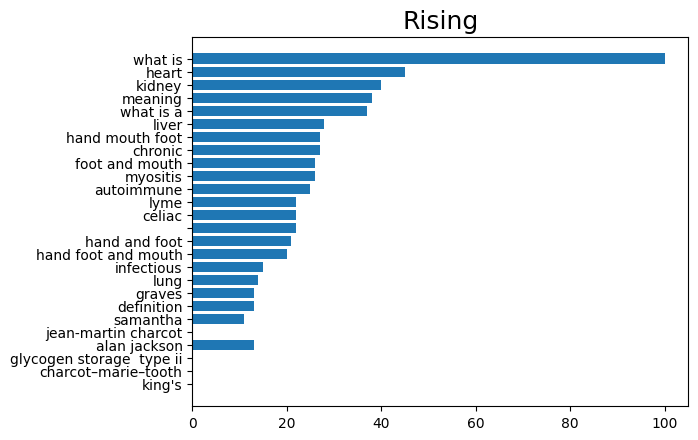 Rising
what is
heart
kidney
meaning
what is a
liver
hand mouth foot
chronic
foot and mouth
myositis
autoimmune
lyme
celiac
hand and foot
hand foot and mouth
infectious
lung
graves
definition
samantha
jean-martin charcot
alan jackson
glycogen storage  type ii
charcot–marie–tooth
king's
0 20 40 60 80 100